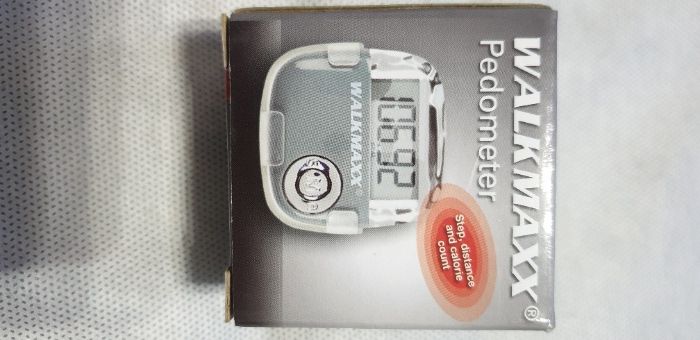 WALKMAXX®
Pedometer
Step, distance
and calorie
count
10692
WALKMAXX®
M